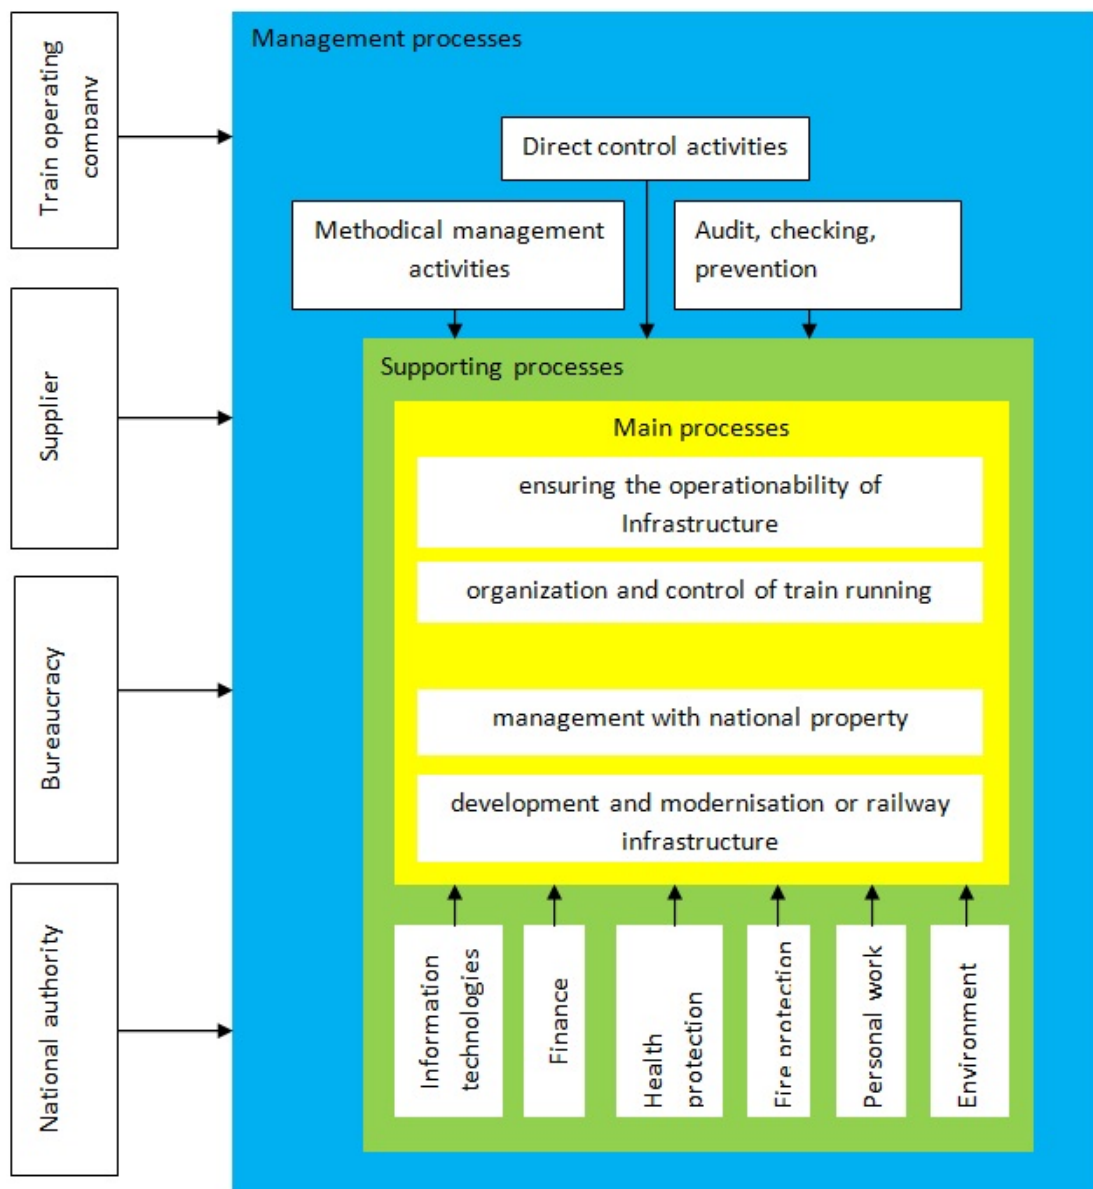 Train operating
company
Supplier
Bureaucracy
National authority
Management processes
Direct control activities
Methodical management
activities
Audit, checking,
prevention
Supporting processes
Main processes
ensuring the operationability of
Infrastructure
organization and control of train running
management with national property
development and modernisation or railway
infrastructure
Information
technologies
Finance
Health
protection
Fire protection
Personal work
Environment